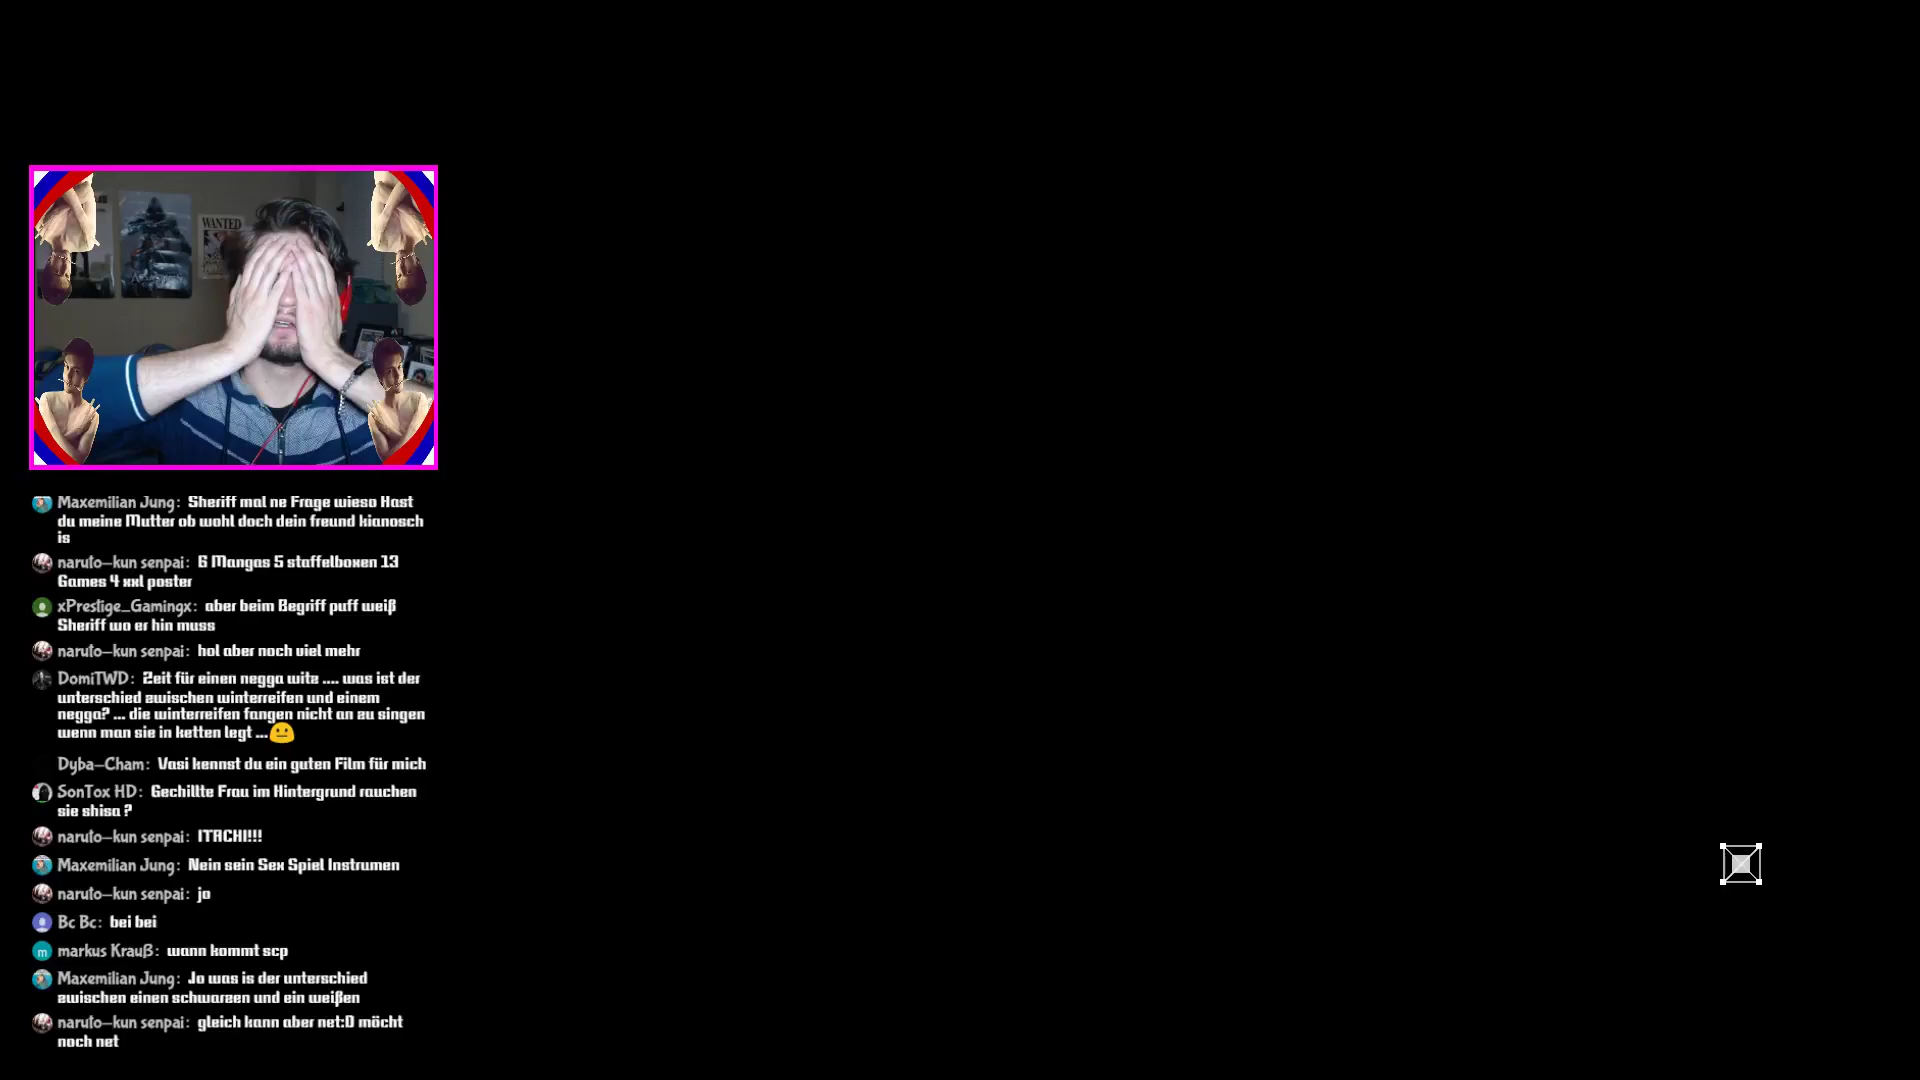 WANTED
Maxemilian Jung: Sheriff mal ne Frage wieso Hast
du meine Mutter ob wohl doch dein freund kianosch
is
naruto-kun senpai: 6 Mangas 5 staffelboxen 13
Games 4 xxl poster
xPrestige_Gamingx: aber beim Begriff puff weiß
Sheriff wo er hin muss
naruto-kun senpai: hol aber noch viel mehr
DomiTWD: Zeit für einen negga witz .... was ist der
unterschied zwischen winterreifen und einem
negga? ... die winterreifen fangen nicht an zu singen
wenn man sie in ketten legt ...😐
Dyba-Cham: Vasi kennst du ein guten Film für mich
SonTox HD: Gechillte Frau im Hintergrund rauchen
sie shisa ?
naruto-kun senpai: ITACHI!!!
Maxemilian Jung: Nein sein Sex Spiel Instrumen
naruto-kun senpai: jo
Bc Bc: bei bei
m markus Krauß: wann kommt scp
Maxemilian Jung: Jo was is der unterschied
zwischen einen schwarzen und ein weißen
naruto-kun senpai: gleich kann aber net:D möcht
noch net